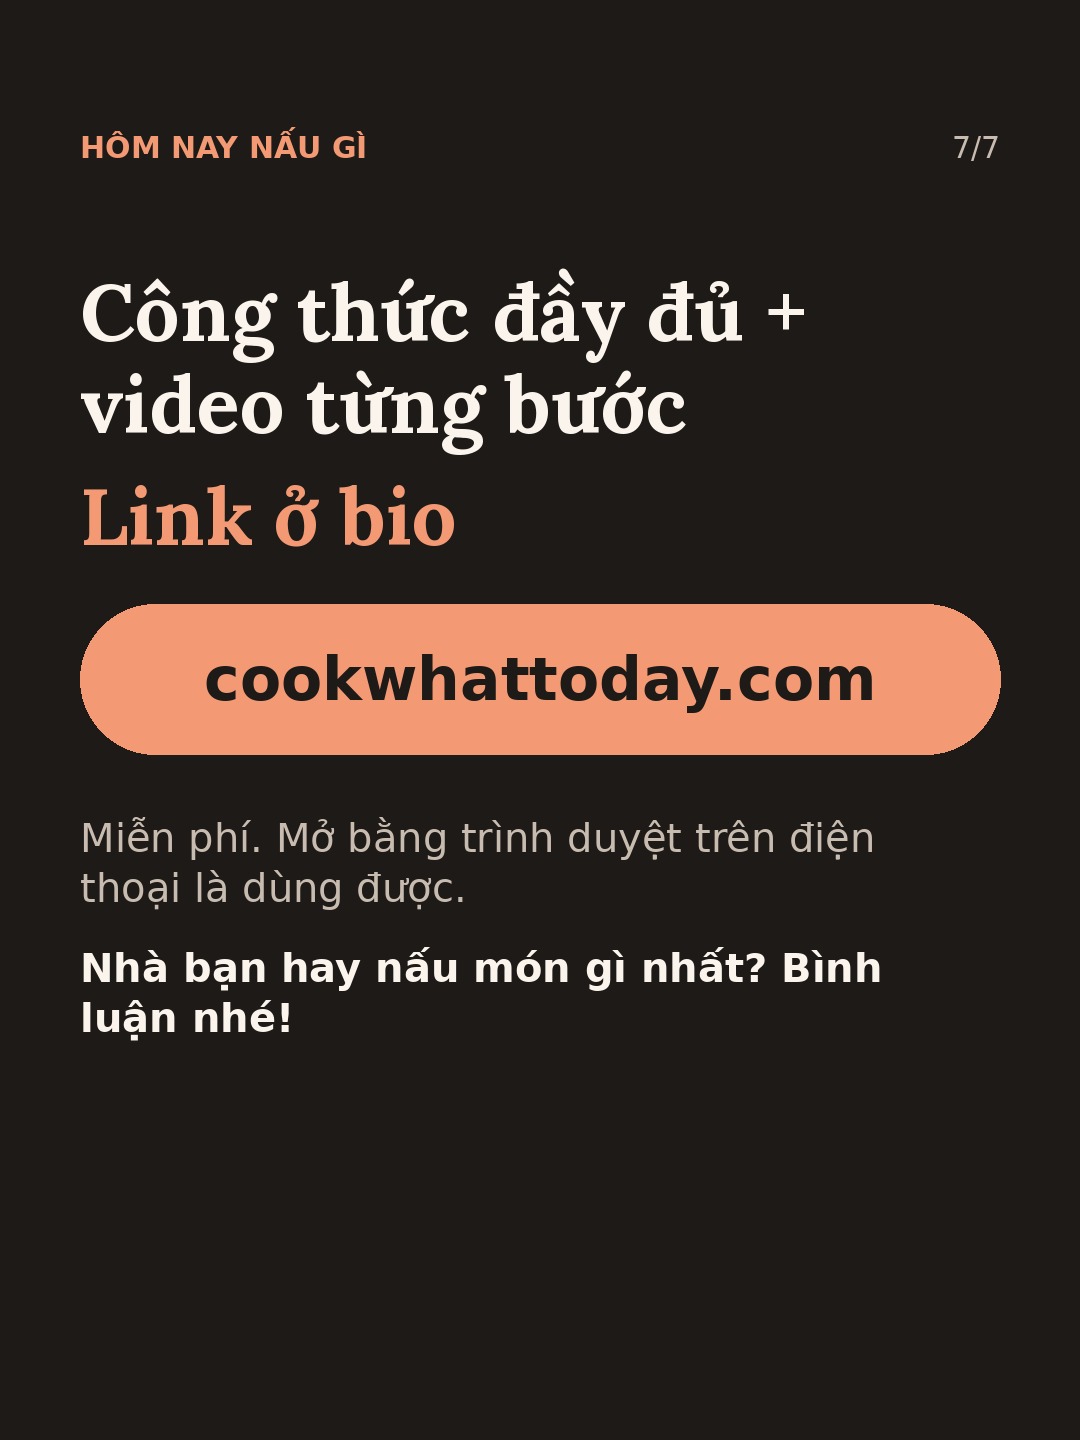 HÔM NAY NẤU GÌ
7/7
Công thức đầy đủ +
video từng bước
Link ở bio
cookwhattoday.com
Miễn phí. Mở bằng trình duyệt trên điện
thoại là dùng được.
Nhà bạn hay nấu món gì nhất? Bình
luận nhé!